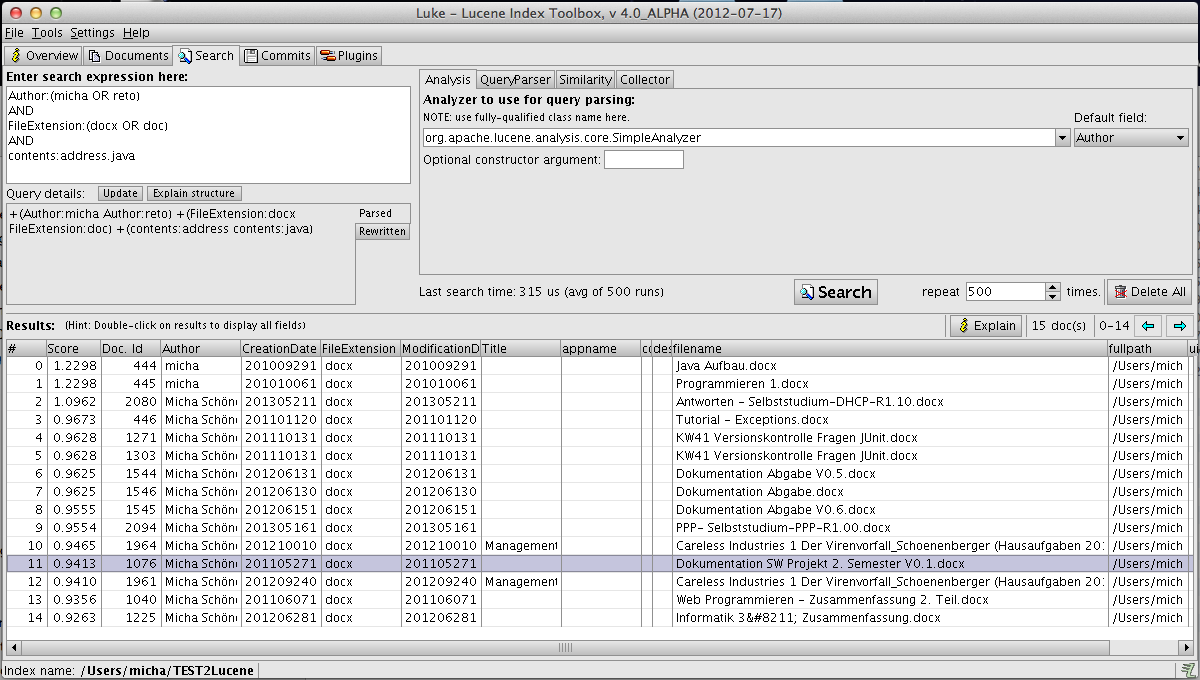 Luke – Lucene Index Toolbox, v 4.0_ALPHA (2012-07-17)
File Tools Settings Help
Overview Documents Search Commits Plugins
Enter search expression here:
Author:(micha OR reto)
AND
FileExtension:(docx OR doc)
AND
contents:address.java
Query details: Update Explain structure
+(Author:micha Author:reto) +(FileExtension:docx
FileExtension:doc) +(contents:address contents:java)
Parsed
Rewritten
Analysis QueryParser Similarity Collector
Analyzer to use for query parsing:
NOTE: use fully-qualified class name here.
Default field:
org.apache.lucene.analysis.core.SimpleAnalyzer
Author
Optional constructor argument:
Last search time: 315 us (avg of 500 runs)
Search
repeat 500 times.
Delete All
Results: (Hint: Double-click on results to display all fields)
Explain 15 doc(s) 0-14
# Score Doc. Id Author CreationDate FileExtension ModificationD Title appname co des filename fullpath ui
0 1.2298 444 micha 201009291 docx 201009291 Java Aufbau.docx /Users/mich
1 1.2298 445 micha 201010061 docx 201010061 Programmieren 1.docx /Users/mich
2 1.0962 2080 Micha Schön 201305211 docx 201305211 Antworten – Selbststudium-DHCP-R1.10.docx /Users/mich
3 0.9673 446 Micha Schön 201101120 docx 201101120 Tutorial – Exceptions.docx /Users/mich
4 0.9628 1271 Micha Schön 201110131 docx 201110131 KW41 Versionskontrolle Fragen JUnit.docx /Users/mich
5 0.9628 1303 Micha Schön 201110131 docx 201110131 KW41 Versionskontrolle Fragen JUnit.docx /Users/mich
6 0.9625 1544 Micha Schön 201206131 docx 201206131 Dokumentation Abgabe V0.5.docx /Users/mich
7 0.9625 1546 Micha Schön 201206130 docx 201206130 Dokumentation Abgabe.docx /Users/mich
8 0.9555 1545 Micha Schön 201206151 docx 201206151 Dokumentation Abgabe V0.6.docx /Users/mich
9 0.9554 2094 Micha Schön 201305161 docx 201305161 PPP- Selbststudium-PPP-R1.00.docx /Users/mich
10 0.9465 1964 Micha Schön 201210010 docx 201210010 Management Careless Industries 1 Der Virenvorfall_Schoenenberger (Hausaufgaben 20 /Users/mich
11 0.9413 1076 Micha Schön 201105271 docx 201105271 Dokumentation SW Projekt 2. Semester V0.1.docx /Users/mich
12 0.9410 1961 Micha Schön 201209240 docx 201209240 Management Careless Industries 1 Der Virenvorfall_Schoenenberger (Hausaufgaben 20 /Users/mich
13 0.9356 1040 Micha Schön 201106071 docx 201106071 Web Programmieren – Zusammenfassung 2. Teil.docx /Users/mich
14 0.9263 1225 Micha Schön 201206281 docx 201206281 Informatik 3&#8211; Zusammenfassung.docx /Users/mich
Index name: /Users/micha/TEST2Lucene